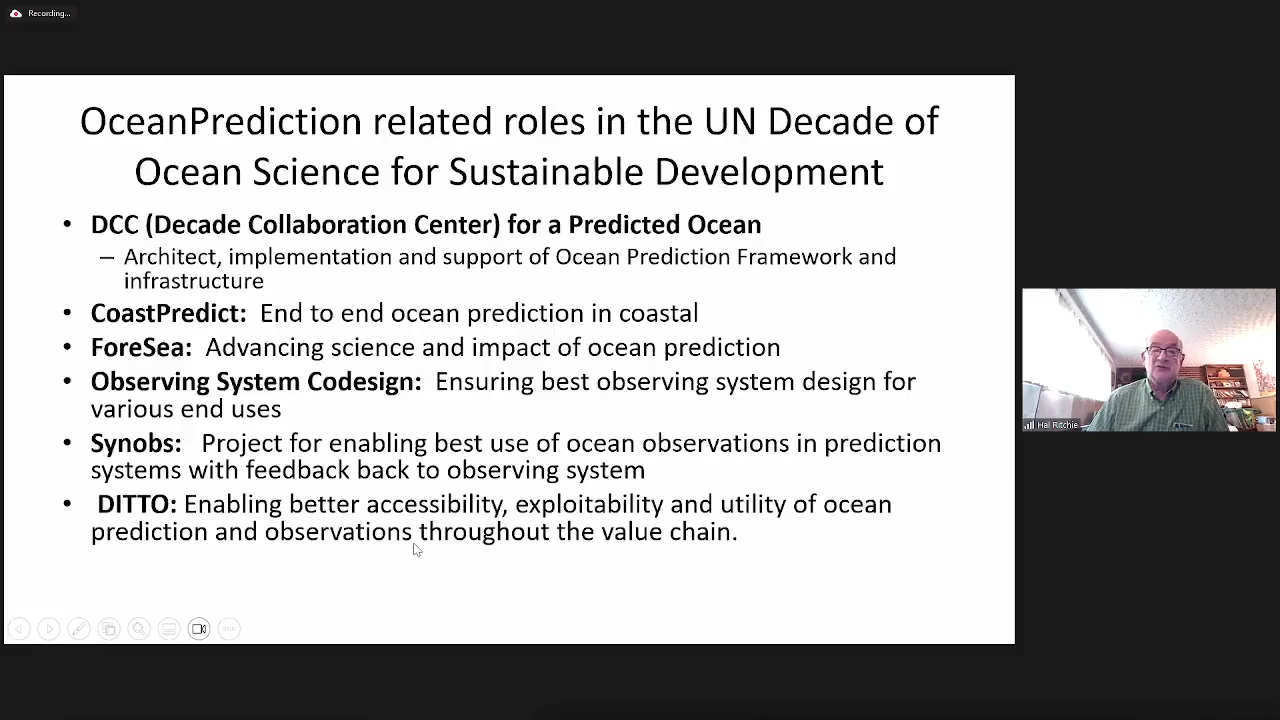 Recording...
OceanPrediction related roles in the UN Decade of
Ocean Science for Sustainable Development
• DCC (Decade Collaboration Center) for a Predicted Ocean
– Architect, implementation and support of Ocean Prediction Framework and
infrastructure
• CoastPredict: End to end ocean prediction in coastal
• ForeSea: Advancing science and impact of ocean prediction
• Observing System Codesign: Ensuring best observing system design for
various end uses
• Synobs: Project for enabling best use of ocean observations in prediction
systems with feedback back to observing system
• DITTO: Enabling better accessibility, exploitability and utility of ocean
prediction and observations throughout the value chain.
Hal Ritchie